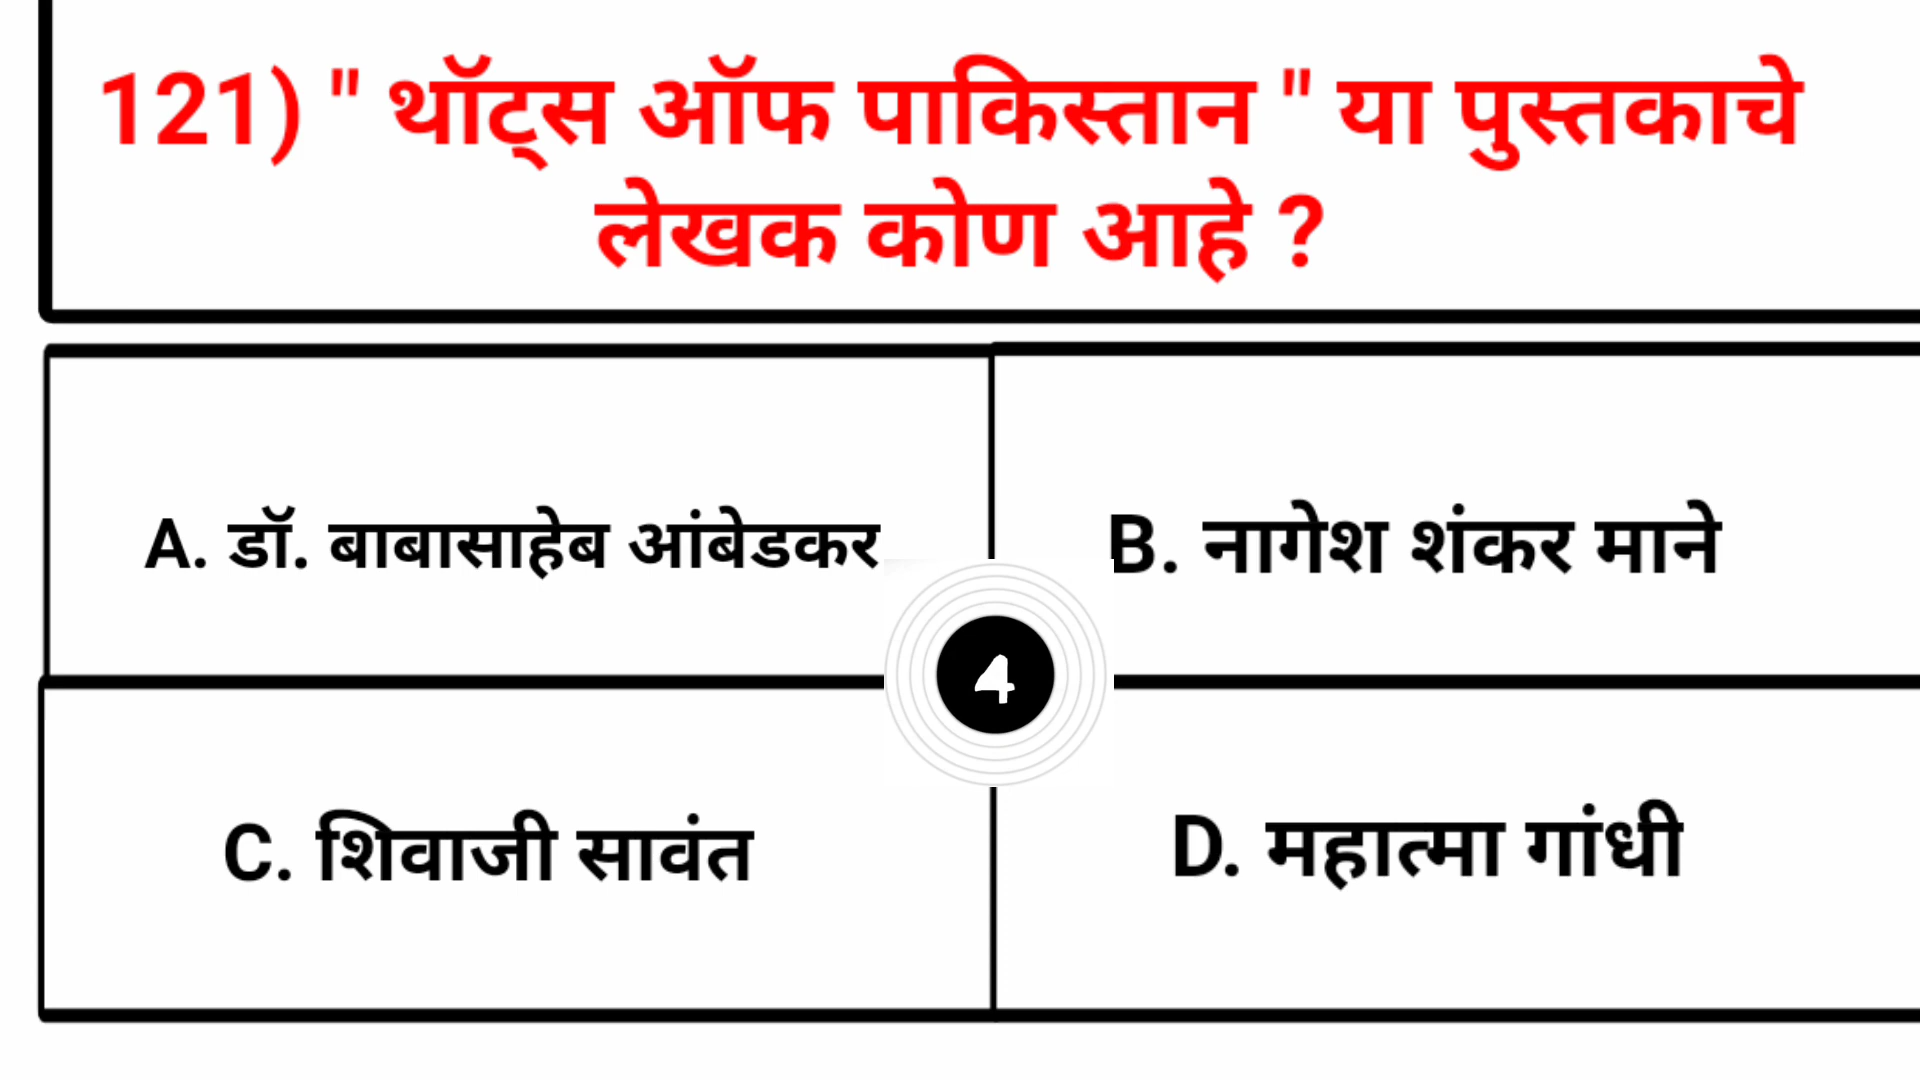 121) " थॉट्स ऑफ पाकिस्तान " या पुस्तकाचे
लेखक कोण आहे ?
A. डॉ. बाबासाहेब आंबेडकर
B. नागेश शंकर माने
4
C. शिवाजी सावंत
D. महात्मा गांधी